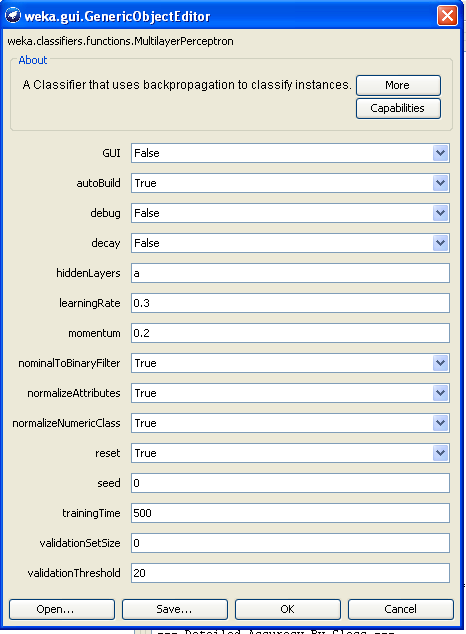 weka.gui.GenericObjectEditor
weka.classifiers.functions.MultilayerPerceptron
About
A Classifier that uses backpropagation to classify instances. More
Capabilities
GUI False
autoBuild True
debug False
decay False
hiddenLayers a
learningRate 0.3
momentum 0.2
nominalToBinaryFilter True
normalizeAttributes True
normalizeNumericClass True
reset True
seed 0
trainingTime 500
validationSetSize 0
validationThreshold 20
Open... Save... OK Cancel
=== Detailed Accuracy By Class ===